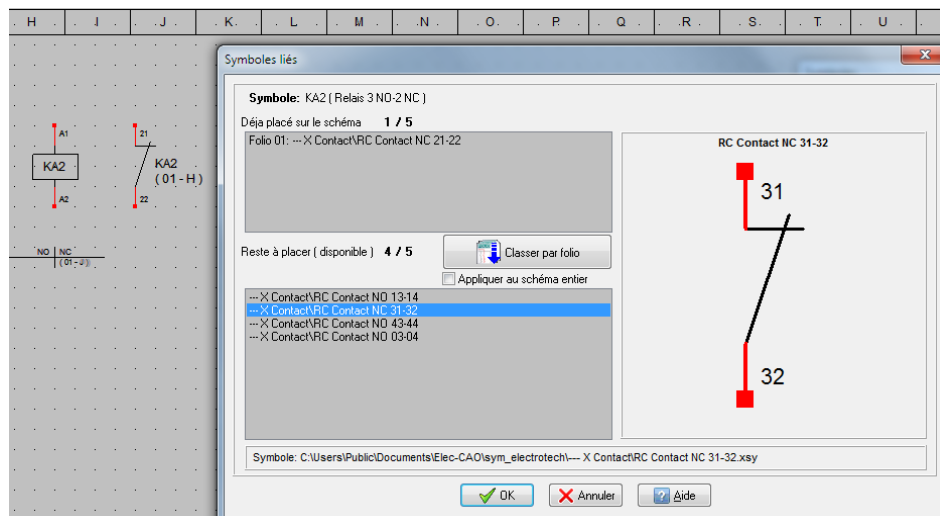 H I J K L M N O P Q R S T U
Symboles liés
Symbole: KA2 ( Relais 3 NO-2 NC )
Déja placé sur le schéma 1 / 5
Folio 01: --- X Contact\RC Contact NC 21-22
RC Contact NC 31-32
A1
21
KA2
KA2
( 01 - H )
A2
22
31
32
NO NC
( 01 - J )
Reste à placer ( disponible ) 4 / 5
Classer par folio
Appliquer au schéma entier
--- X Contact\RC Contact NO 13-14
--- X Contact\RC Contact NC 31-32
--- X Contact\RC Contact NO 43-44
--- X Contact\RC Contact NO 03-04
Symbole: C:\Users\Public\Documents\Elec-CAO\sym_electrotech\--- X Contact\RC Contact NC 31-32.xsy
OK
Annuler
Aide